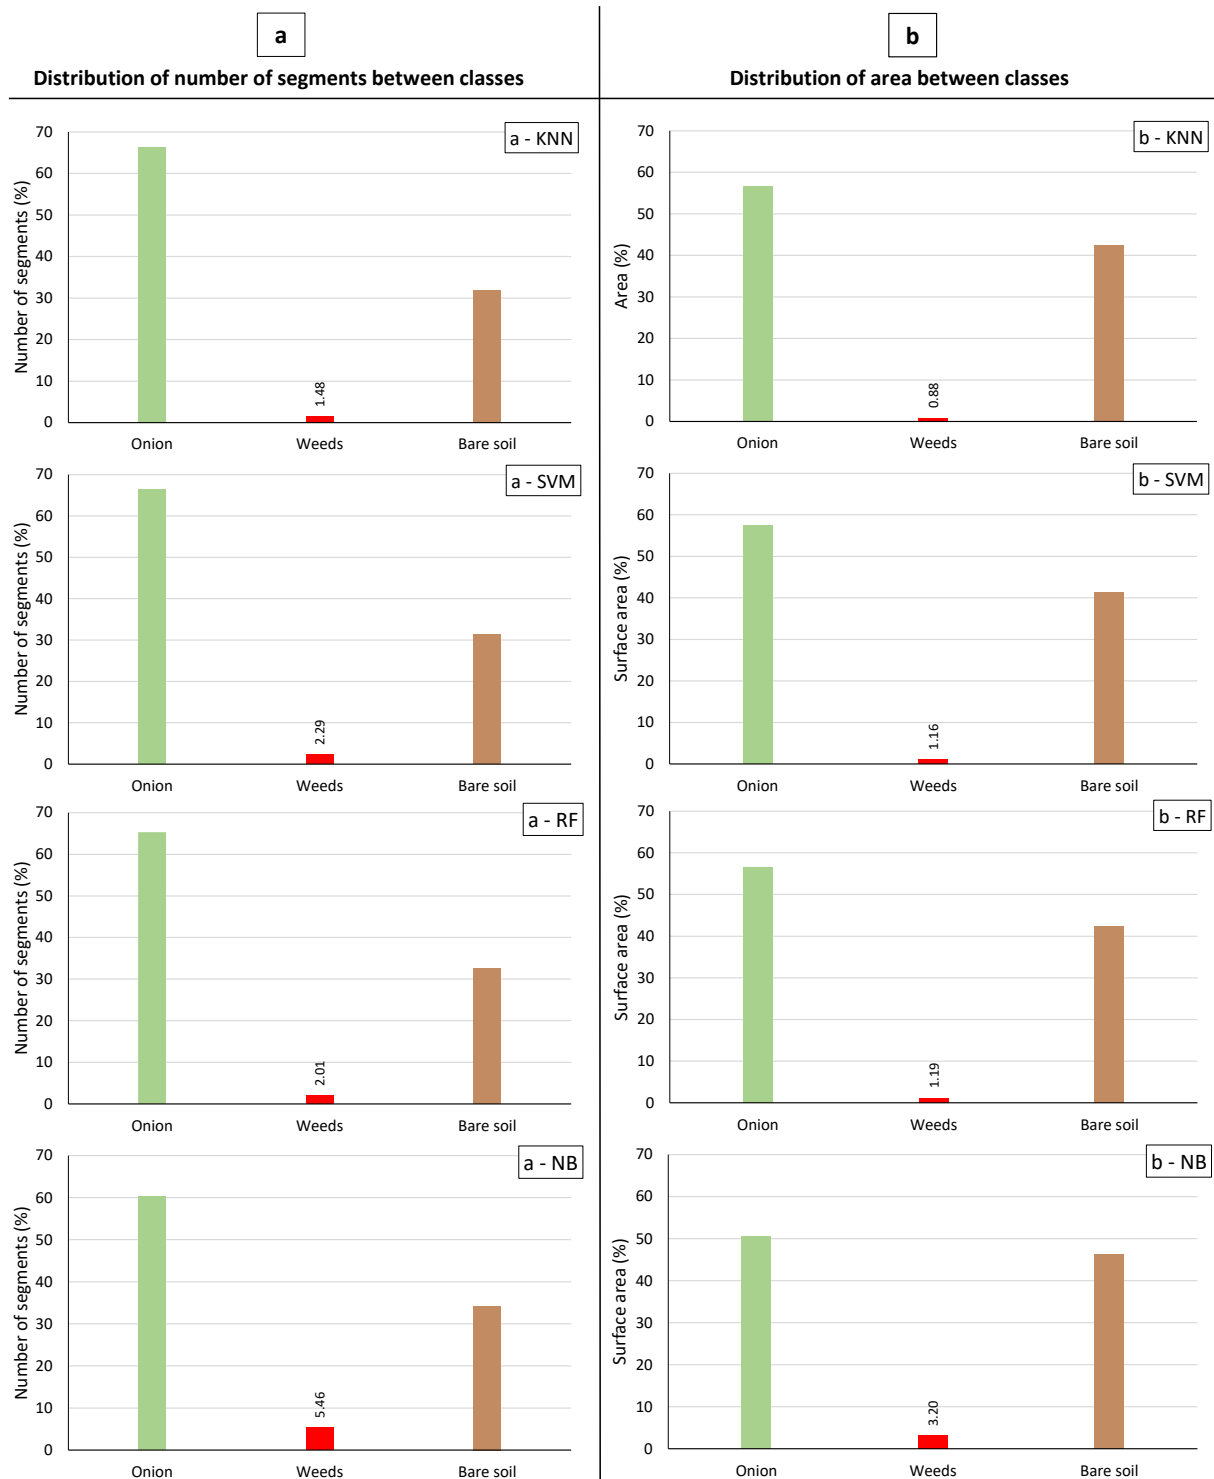 a
Distribution of number of segments between classes
b
Distribution of area between classes
a - KNN
Number of segments (%)
70
60
50
40
30
20
10
0
1.48
Onion
Weeds
Bare soil
b - KNN
Area (%)
70
60
50
40
30
20
10
0
0.88
Onion
Weeds
Bare soil
a - SVM
Number of segments (%)
70
60
50
40
30
20
10
0
2.29
Onion
Weeds
Bare soil
b - SVM
Surface area (%)
70
60
50
40
30
20
10
0
1.16
Onion
Weeds
Bare soil
a - RF
Number of segments (%)
70
60
50
40
30
20
10
0
2.01
Onion
Weeds
Bare soil
b - RF
Surface area (%)
70
60
50
40
30
20
10
0
1.19
Onion
Weeds
Bare soil
a - NB
Number of segments (%)
70
60
50
40
30
20
10
0
5.46
Onion
Weeds
Bare soil
b - NB
Surface area (%)
70
60
50
40
30
20
10
0
3.20
Onion
Weeds
Bare soil